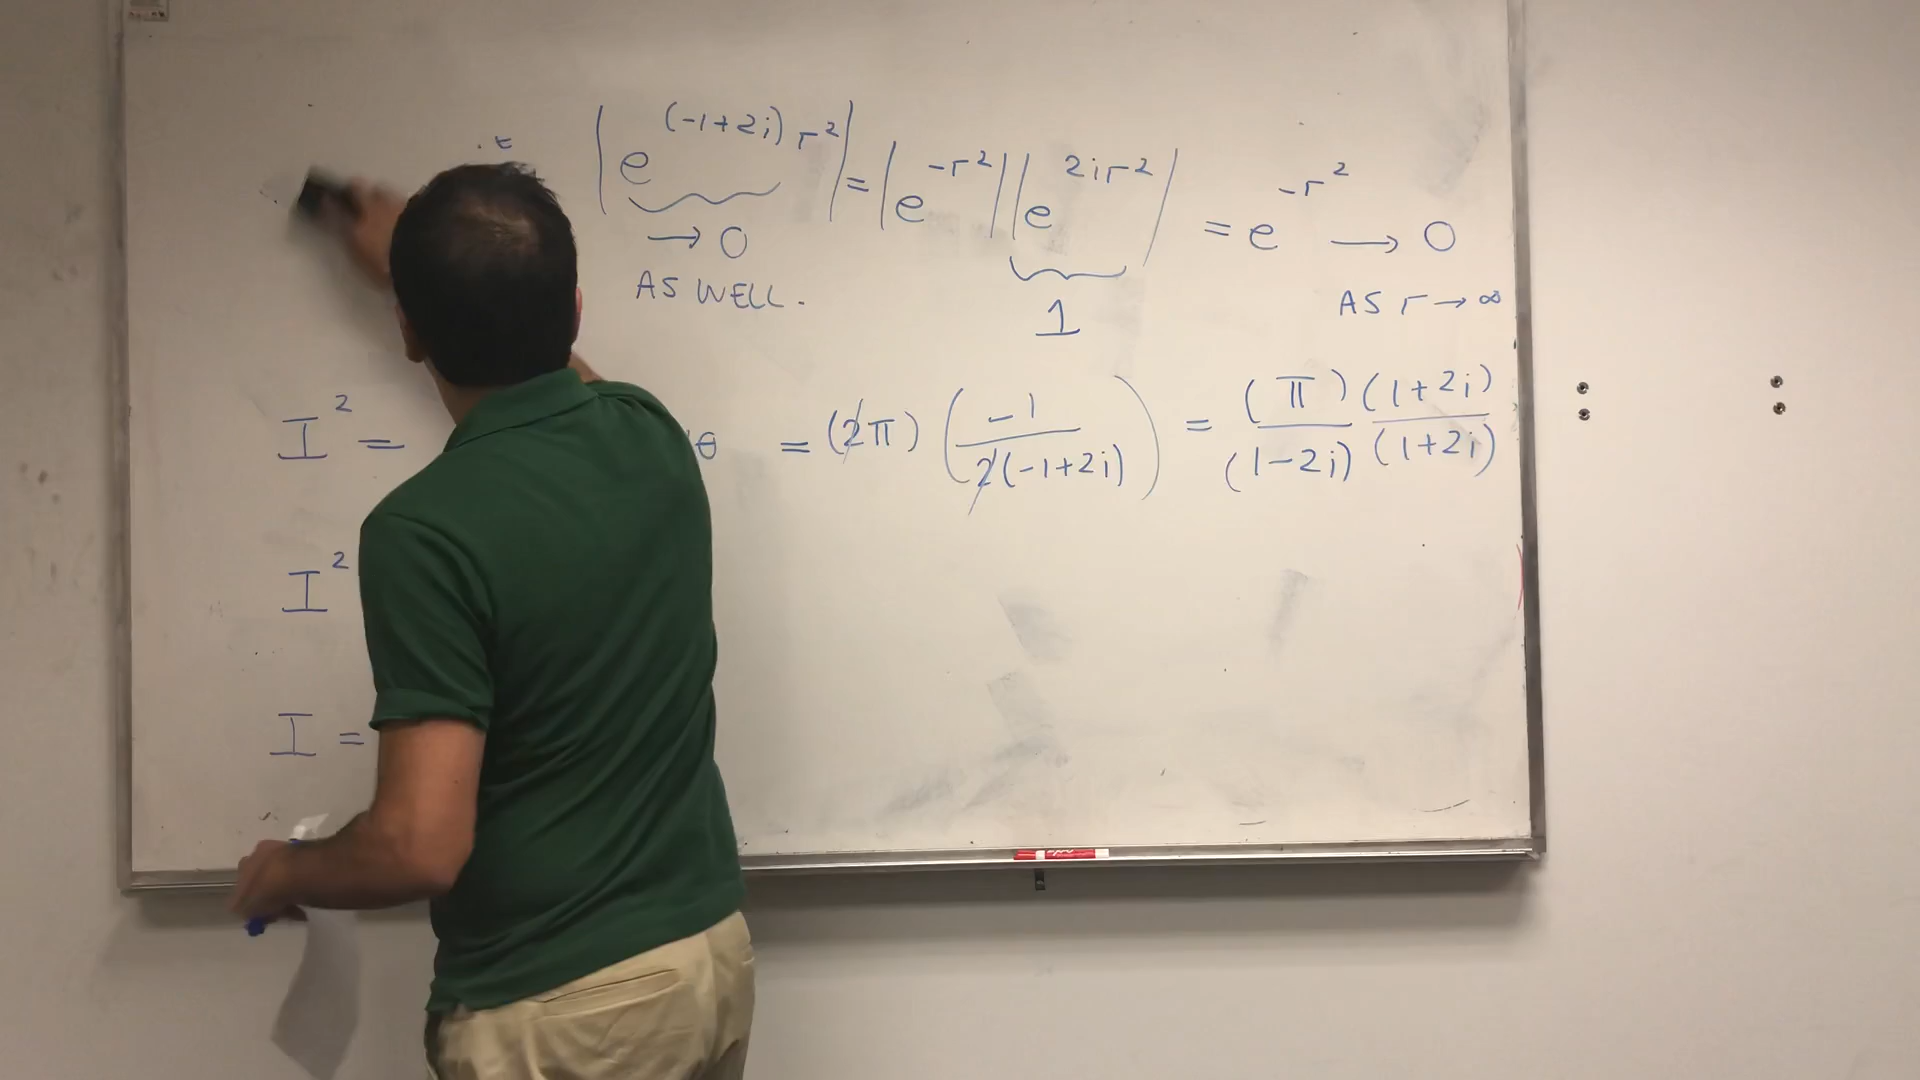 |e^{(-1+2i)r^2}| = |e^{-r^2}||e^{2ir^2}| = e^{-r^2} → 0
→ 0
AS WELL.
1
AS r → ∞
I^2 =
θ = (2π) (-1/2(-1+2i)) = (π)/(1-2i) (1+2i)/(1+2i)
I^2
I =